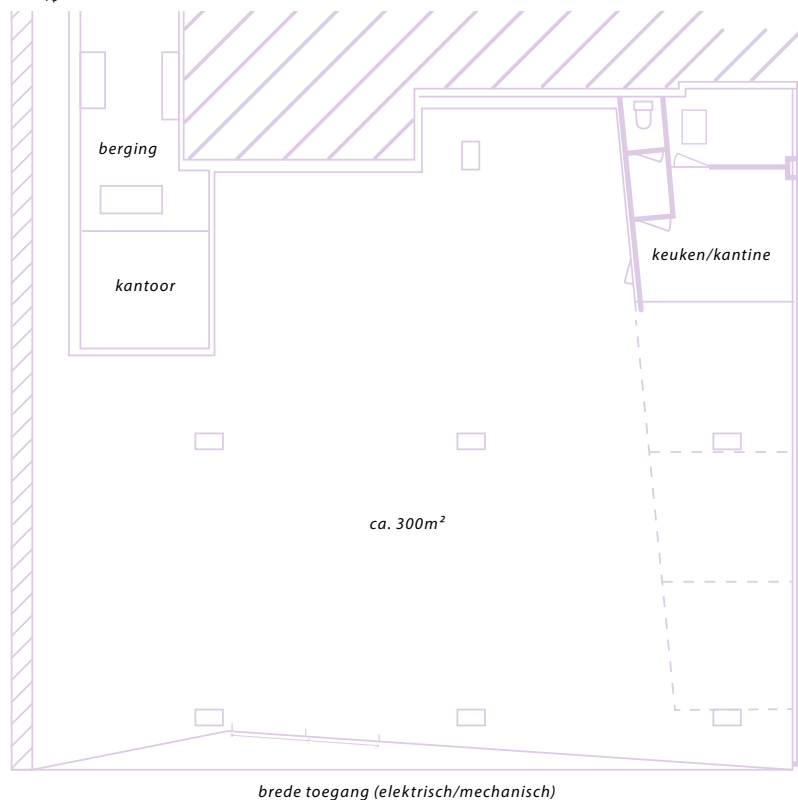 berging
kantoor
keuken/kantine
ca. 300m²
brede toegang (elektrisch/mechanisch)